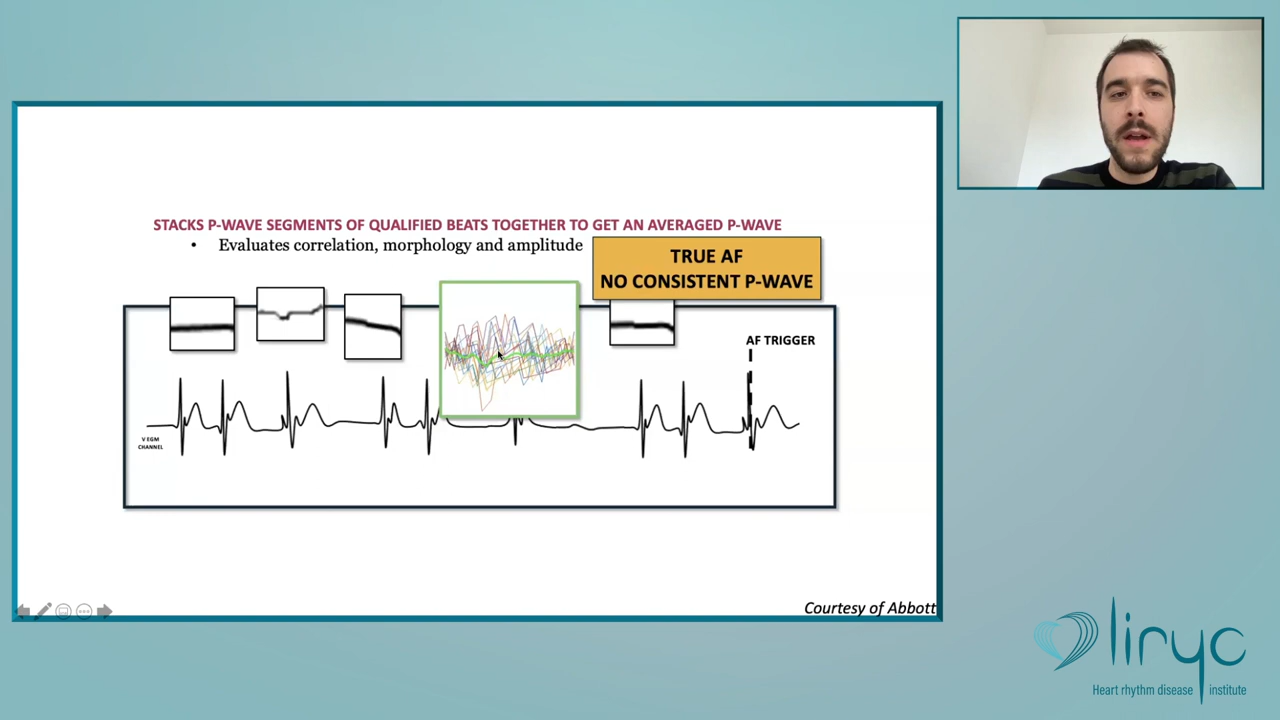 STACKS P-WAVE SEGMENTS OF QUALIFIED BEATS TOGETHER TO GET AN AVERAGED P-WAVE
• Evaluates correlation, morphology and amplitude
TRUE AF
NO CONSISTENT P-WAVE
AF TRIGGER
V EGM
CHANNEL
Courtesy of Abbott
liryc
Heart rhythm disease institute